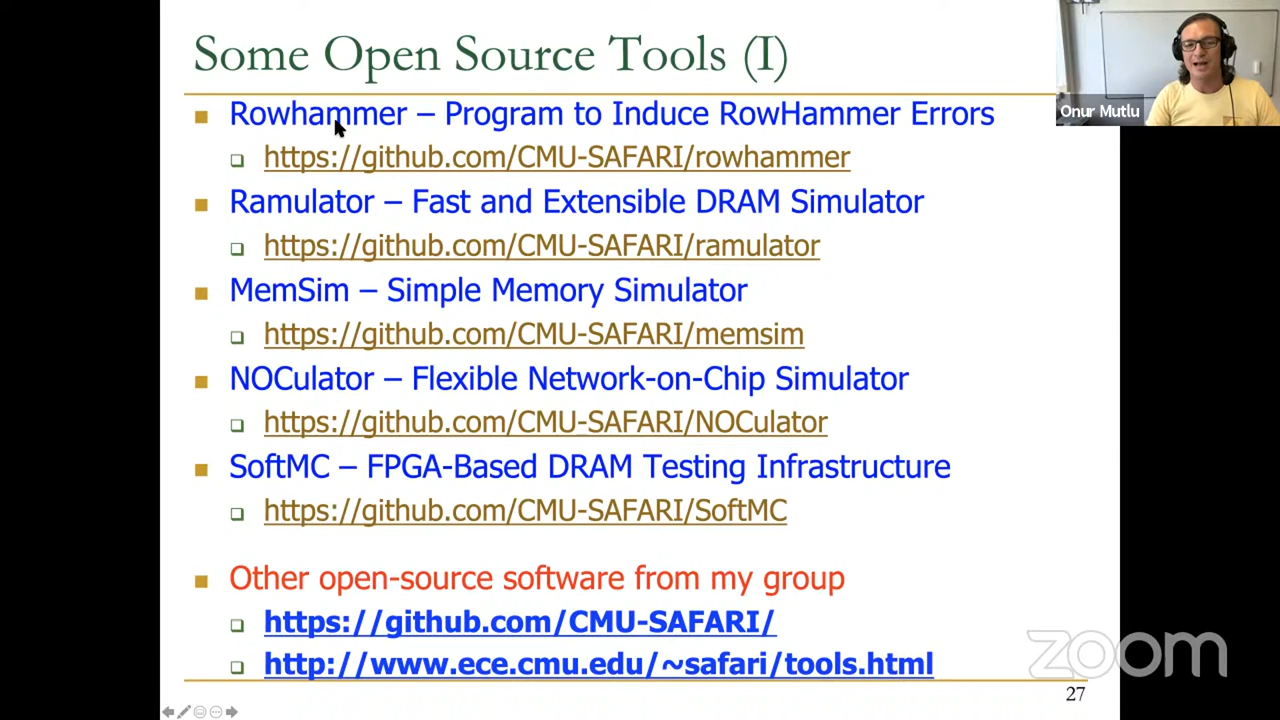 Some Open Source Tools (I)
Rowhammer – Program to Induce RowHammer Errors
https://github.com/CMU-SAFARI/rowhammer
Ramulator – Fast and Extensible DRAM Simulator
https://github.com/CMU-SAFARI/ramulator
MemSim – Simple Memory Simulator
https://github.com/CMU-SAFARI/memsim
NOCulator – Flexible Network-on-Chip Simulator
https://github.com/CMU-SAFARI/NOCulator
SoftMC – FPGA-Based DRAM Testing Infrastructure
https://github.com/CMU-SAFARI/SoftMC
Other open-source software from my group
https://github.com/CMU-SAFARI/
http://www.ece.cmu.edu/~safari/tools.html
27
Onur Mutlu
zoom